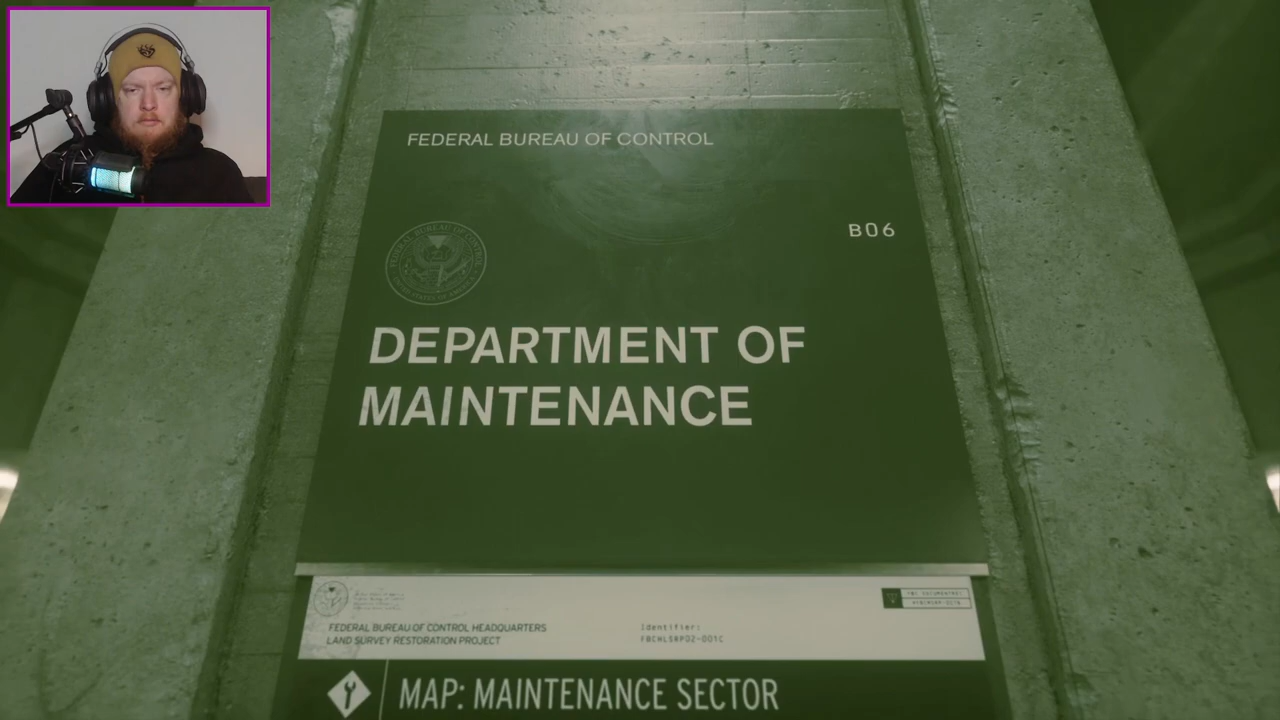 FEDERAL BUREAU OF CONTROL
B06
DEPARTMENT OF
MAINTENANCE
FEDERAL BUREAU OF CONTROL HEADQUARTERS
LAND SURVEY RESTORATION PROJECT
Identifier:
MAP: MAINTENANCE SECTOR